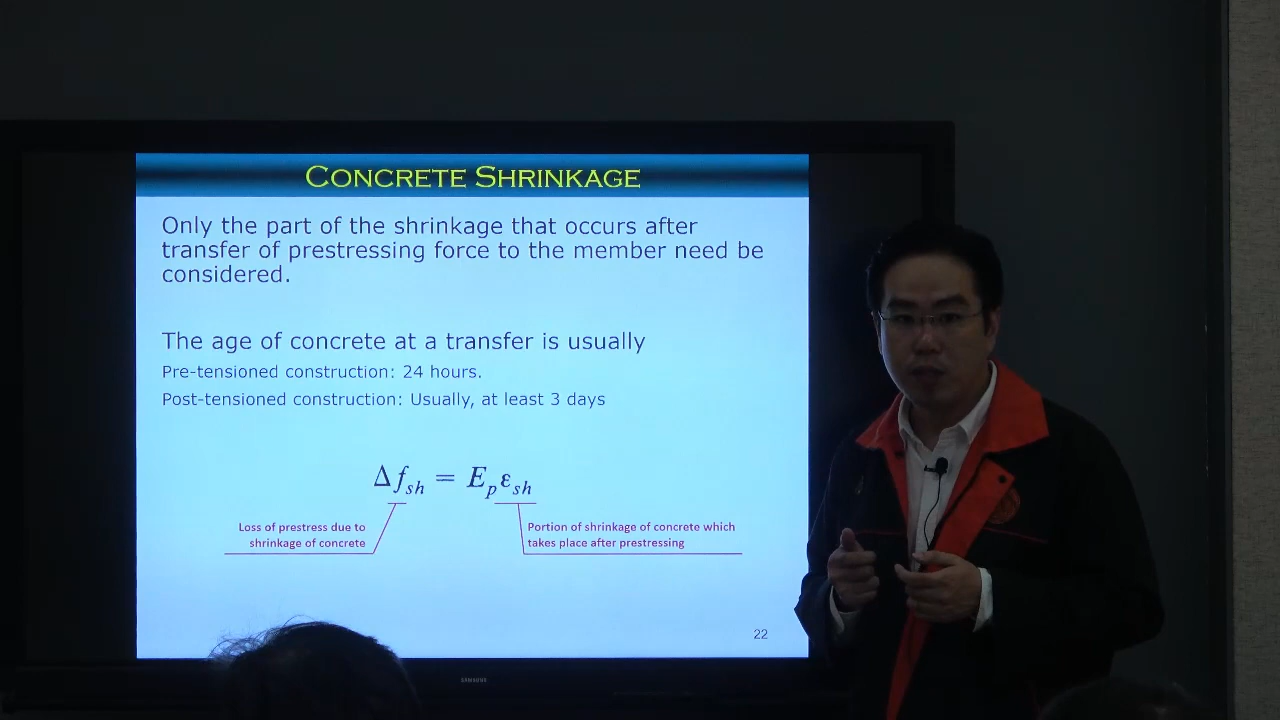 CONCRETE SHRINKAGE
Only the part of the shrinkage that occurs after
transfer of prestressing force to the member need be
considered.
The age of concrete at a transfer is usually
Pre-tensioned construction: 24 hours.
Post-tensioned construction: Usually, at least 3 days
Δf_sh = E_p ε_sh
Loss of prestress due to
shrinkage of concrete
Portion of shrinkage of concrete which
takes place after prestressing
22
SAMSUNG